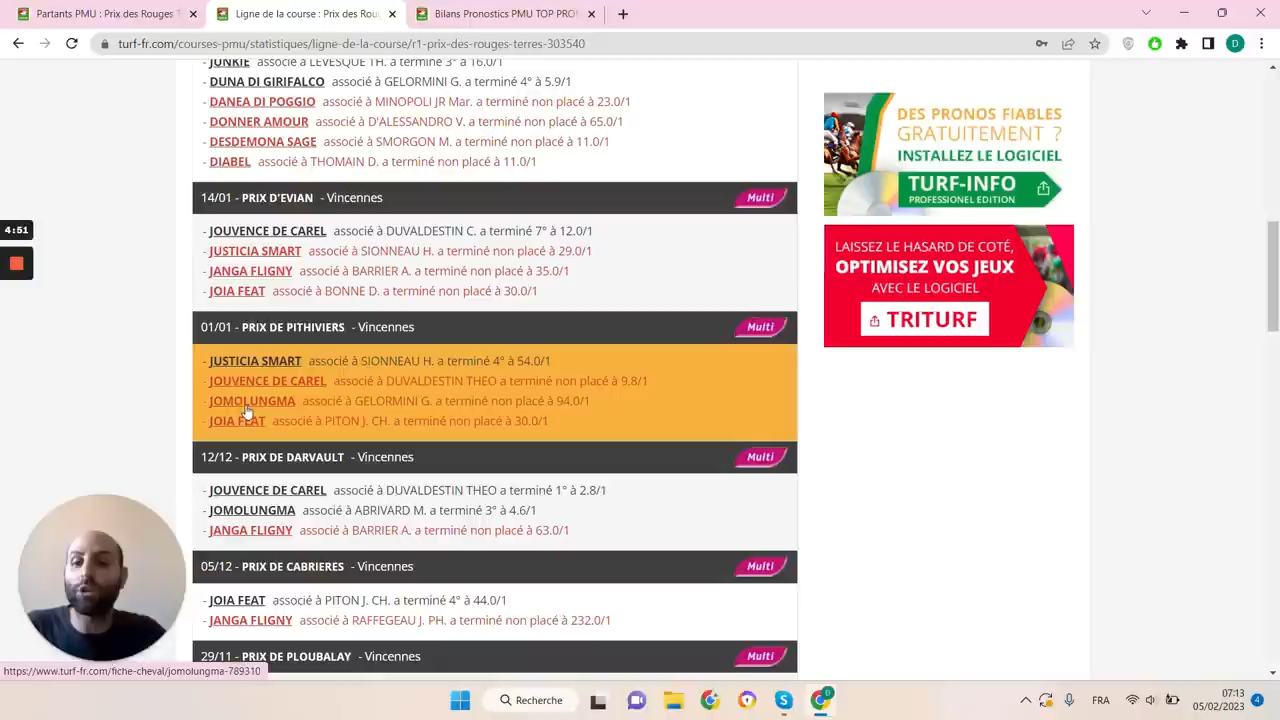 Partants PMU : Prix des Rouges T
Ligne de la course : Prix des Rou
Bilans Pronostics PMU TOP PRO
turf-fr.com/courses-pmu/statistiques/ligne-de-la-course/r1-prix-des-rouges-terres-303540
D
- JUNKIE associé à LEVESQUE TH. a terminé 3° à 16.0/1
- DUNA DI GIRIFALCO associé à GELORMINI G. a terminé 4° à 5.9/1
- DANEA DI POGGIO associé à MINOPOLI JR Mar. a terminé non placé à 23.0/1
- DONNER AMOUR associé à D'ALESSANDRO V. a terminé non placé à 65.0/1
- DESDEMONA SAGE associé à SMORGON M. a terminé non placé à 11.0/1
- DIABEL associé à THOMAIN D. a terminé non placé à 11.0/1
14/01 - PRIX D'EVIAN - Vincennes Multi
- JOUVENCE DE CAREL associé à DUVALDESTIN C. a terminé 7° à 12.0/1
- JUSTICIA SMART associé à SIONNEAU H. a terminé non placé à 29.0/1
- JANGA FLIGNY associé à BARRIER A. a terminé non placé à 35.0/1
- JOIA FEAT associé à BONNE D. a terminé non placé à 30.0/1
01/01 - PRIX DE PITHIVIERS - Vincennes Multi
- JUSTICIA SMART associé à SIONNEAU H. a terminé 4° à 54.0/1
- JOUVENCE DE CAREL associé à DUVALDESTIN THEO a terminé non placé à 9.8/1
- JOMOLUNGMA associé à GELORMINI G. a terminé non placé à 94.0/1
- JOIA FEAT associé à PITON J. CH. a terminé non placé à 30.0/1
12/12 - PRIX DE DARVAULT - Vincennes Multi
- JOUVENCE DE CAREL associé à DUVALDESTIN THEO a terminé 1° à 2.8/1
- JOMOLUNGMA associé à ABRIVARD M. a terminé 3° à 4.6/1
- JANGA FLIGNY associé à BARRIER A. a terminé non placé à 63.0/1
05/12 - PRIX DE CABRIERES - Vincennes Multi
- JOIA FEAT associé à PITON J. CH. a terminé 4° à 44.0/1
- JANGA FLIGNY associé à RAFFEGEAU J. PH. a terminé non placé à 232.0/1
29/11 - PRIX DE PLOUBALAY - Vincennes Multi
DES PRONOS FIABLES
GRATUITEMENT ?
INSTALLEZ LE LOGICIEL
TURF-INFO
PROFESSIONEL EDITION
LAISSEZ LE HASARD DE COTÉ,
OPTIMISEZ VOS JEUX
AVEC LE LOGICIEL
TRITURF
4:51
https://www.turf-fr.com/fiche-cheval/jomolungma-789310
Recherche
D
FRA
07:13
05/02/2023
4